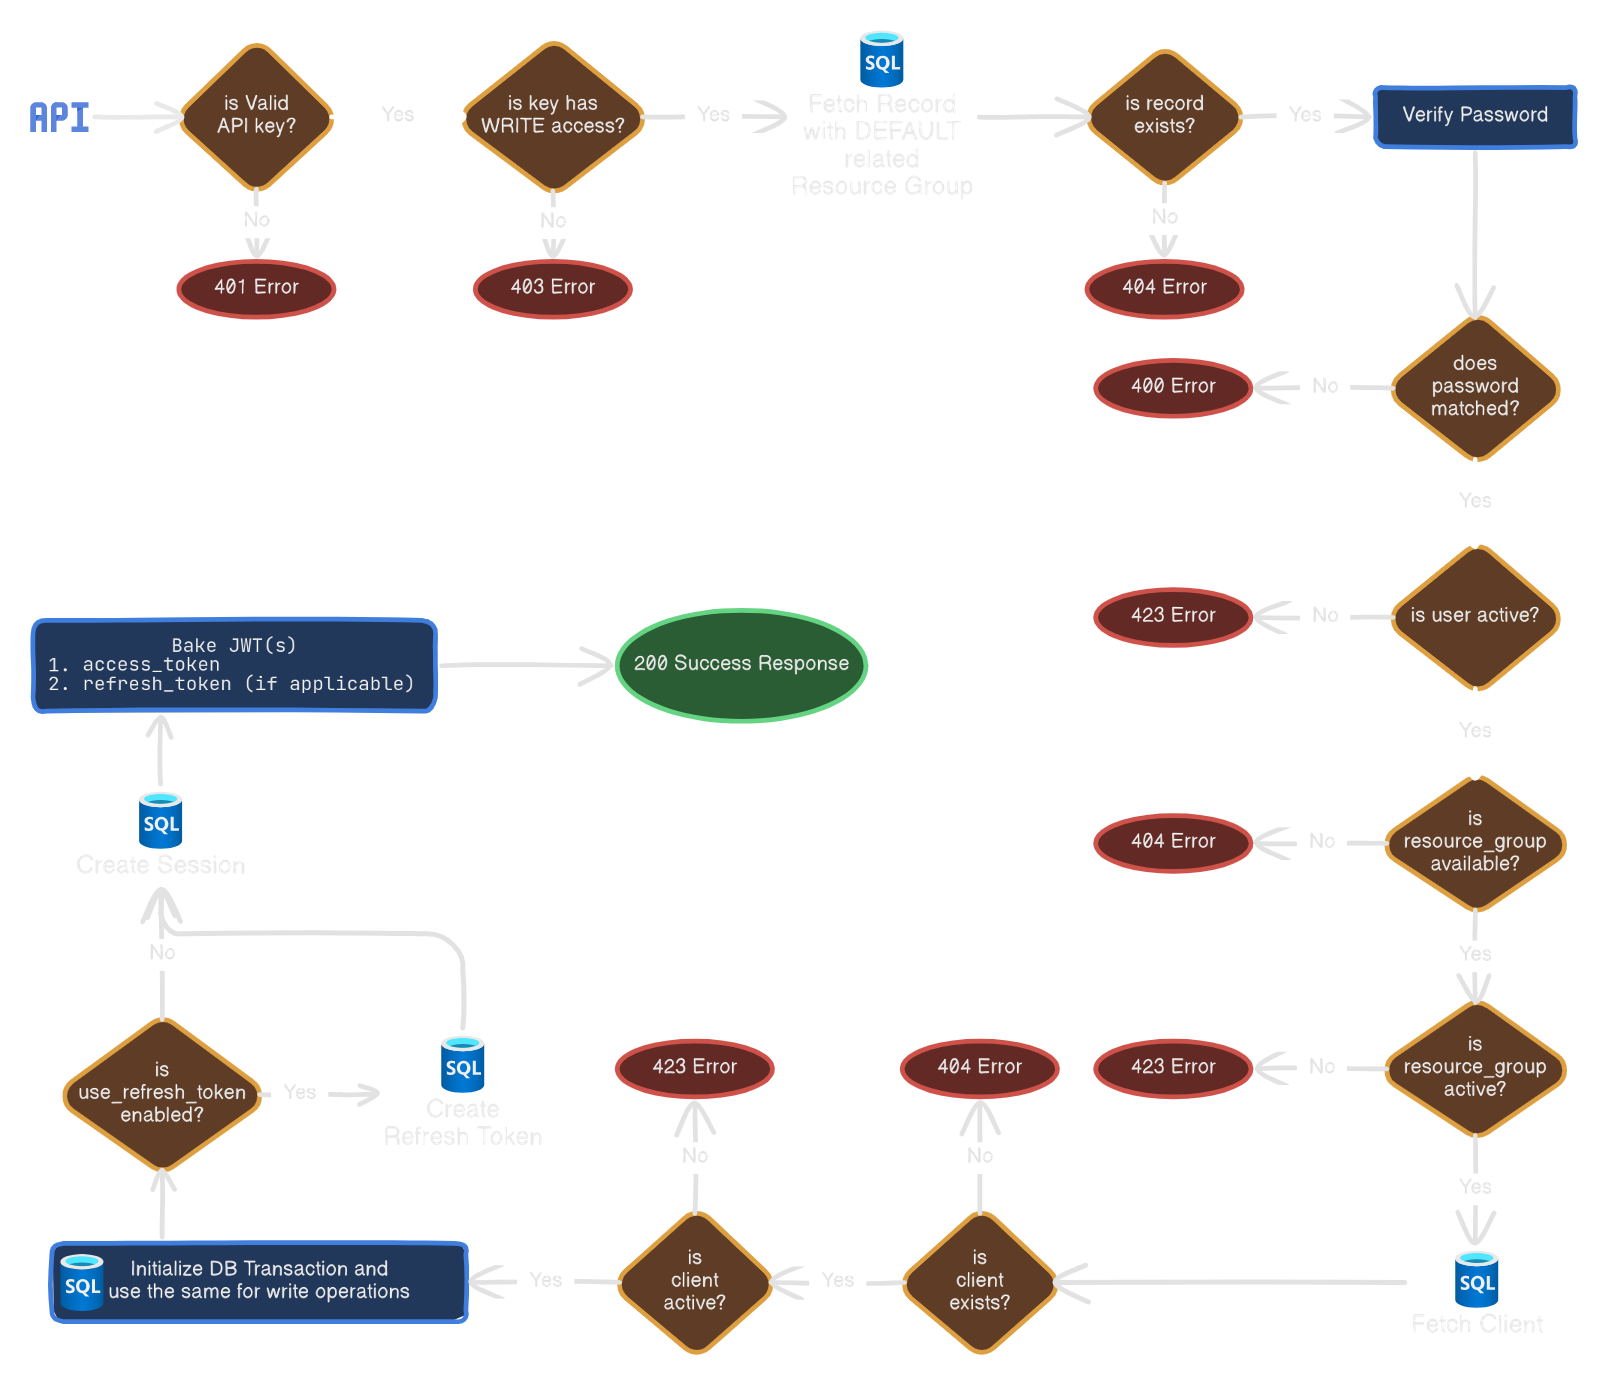 API
is Valid
API key?
Yes
is key has
WRITE access?
Yes
SQL
Fetch Record
with DEFAULT
related
Resource Group
is record
exists?
Yes
Verify Password
No
No
No
401 Error
403 Error
404 Error
does
password
matched?
No
400 Error
Yes
is user active?
No
423 Error
Yes
is
resource_group
available?
No
404 Error
Yes
is
resource_group
active?
No
423 Error
Yes
SQL
Fetch Client
is
client
exists?
No
404 Error
Yes
is
client
active?
No
423 Error
Yes
SQL
Initialize DB Transaction and
use the same for write operations
is
use_refresh_token
enabled?
Yes
SQL
Create
Refresh Token
No
SQL
Create Session
Bake JWT(s)
1. access_token
2. refresh_token (if applicable)
200 Success Response